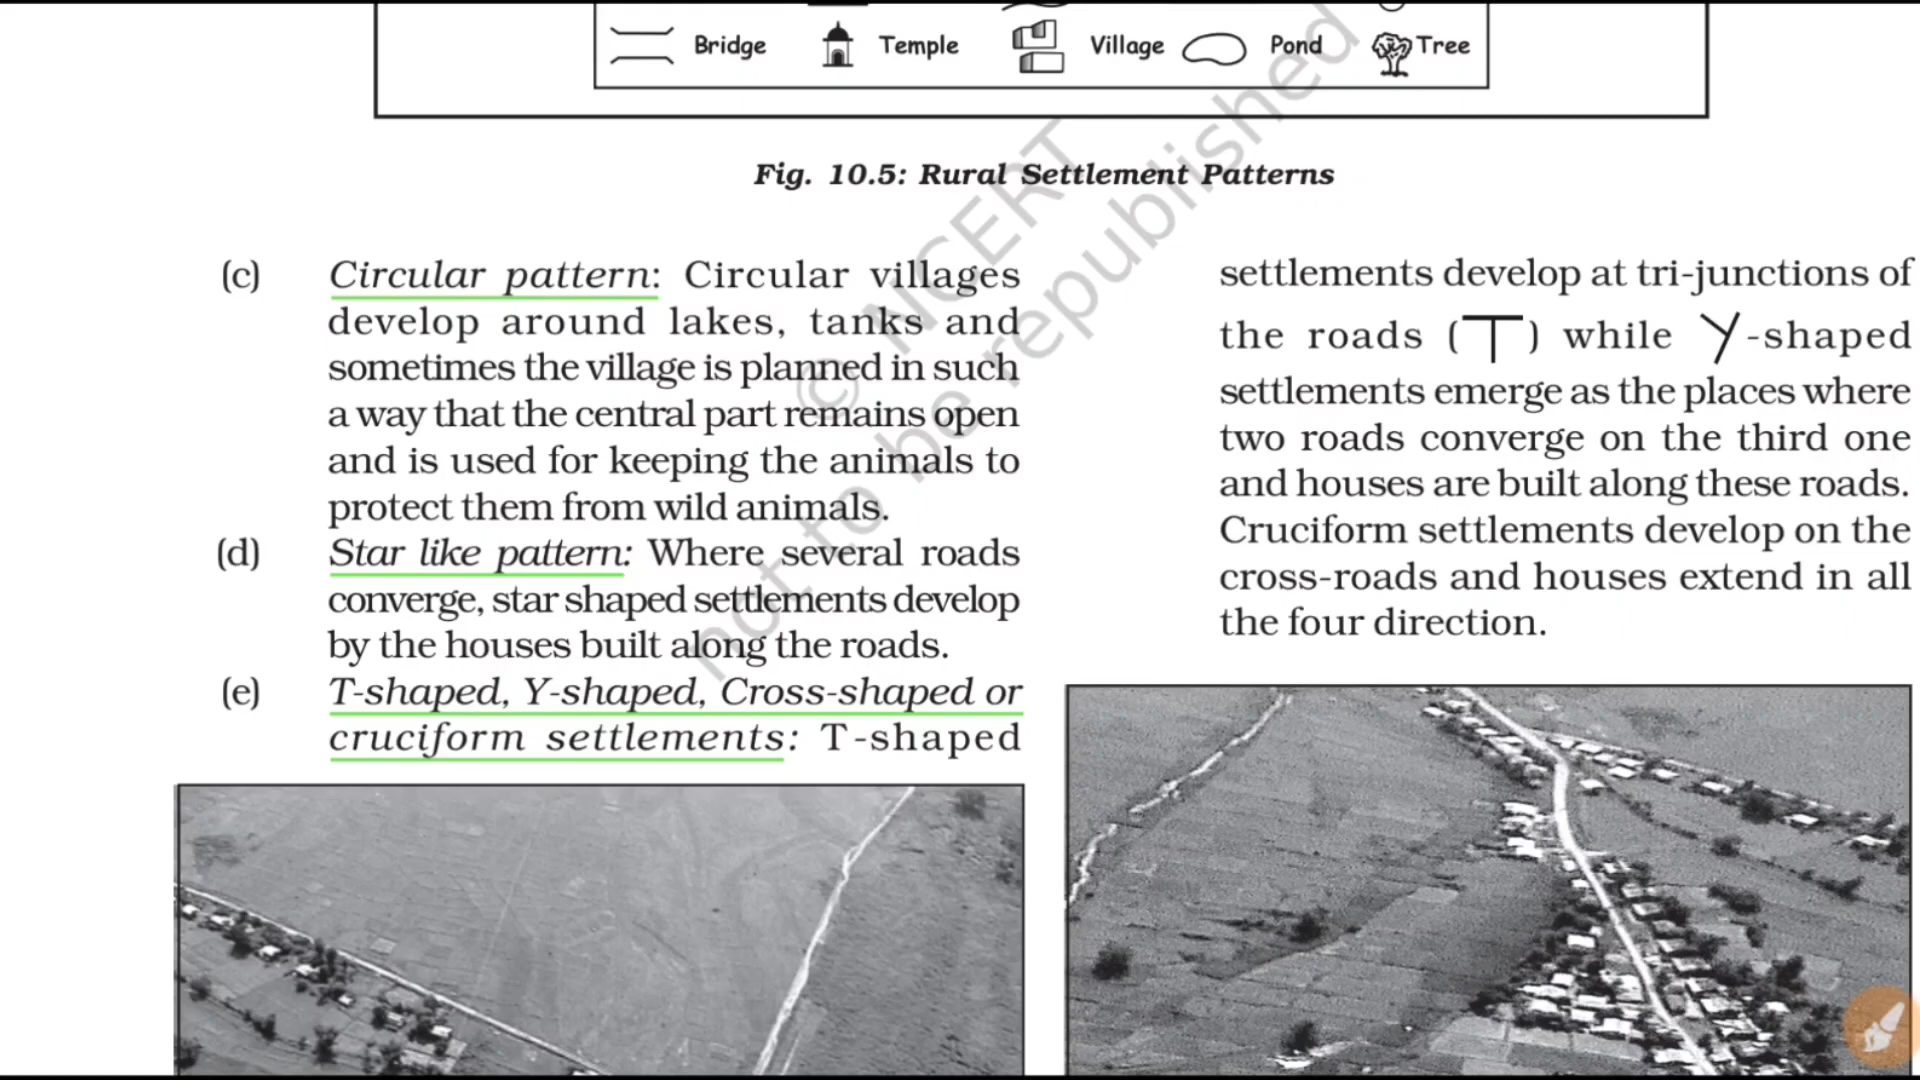 Bridge Temple Village Pond Tree
Fig. 10.5: Rural Settlement Patterns
(c) Circular pattern: Circular villages
develop around lakes, tanks and
sometimes the village is planned in such
a way that the central part remains open
and is used for keeping the animals to
protect them from wild animals.
(d) Star like pattern: Where several roads
converge, star shaped settlements develop
by the houses built along the roads.
(e) T-shaped, Y-shaped, Cross-shaped or
cruciform settlements: T-shaped
settlements develop at tri-junctions of
the roads (T) while Y-shaped
settlements emerge as the places where
two roads converge on the third one
and houses are built along these roads.
Cruciform settlements develop on the
cross-roads and houses extend in all
the four direction.
© NCERT
not to be republished